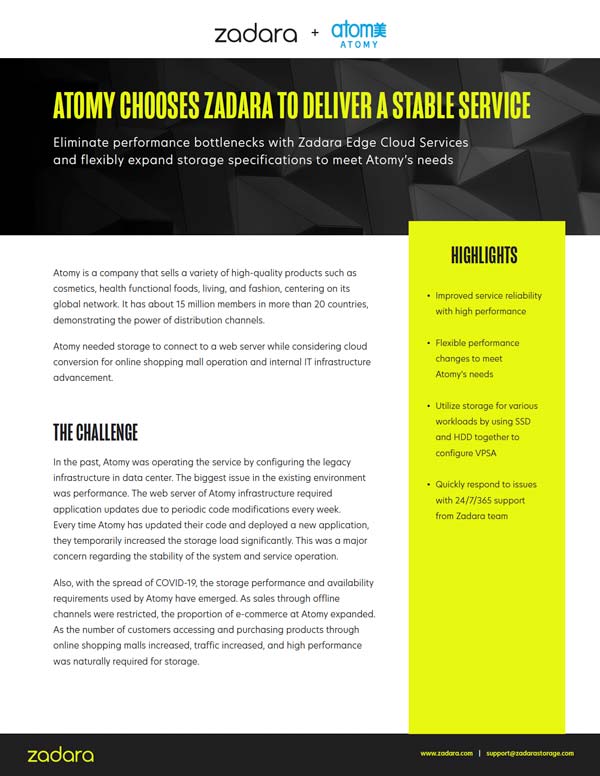 zadara + atom美
ATOMY
ATOMY CHOOSES ZADARA TO DELIVER A STABLE SERVICE
Eliminate performance bottlenecks with Zadara Edge Cloud Services
and flexibly expand storage specifications to meet Atomy's needs
Atomy is a company that sells a variety of high-quality products such as
cosmetics, health functional foods, living, and fashion, centering on its
global network. It has about 15 million members in more than 20 countries,
demonstrating the power of distribution channels.
Atomy needed storage to connect to a web server while considering cloud
conversion for online shopping mall operation and internal IT infrastructure
advancement.
THE CHALLENGE
In the past, Atomy was operating the service by configuring the legacy
infrastructure in data center. The biggest issue in the existing environment
was performance. The web server of Atomy infrastructure required
application updates due to periodic code modifications every week.
Every time Atomy has updated their code and deployed a new application,
they temporarily increased the storage load significantly. This was a major
concern regarding the stability of the system and service operation.
Also, with the spread of COVID-19, the storage performance and availability
requirements used by Atomy have emerged. As sales through offline
channels were restricted, the proportion of e-commerce at Atomy expanded.
As the number of customers accessing and purchasing products through
online shopping malls increased, traffic increased, and high performance
was naturally required for storage.
HIGHLIGHTS
• Improved service reliability
with high performance
• Flexible performance
changes to meet
Atomy's needs
• Utilize storage for various
workloads by using SSD
and HDD together to
configure VPSA
• Quickly respond to issues
with 24/7/365 support
from Zadara team
zadara
www.zadara.com | support@zadarastorage.com